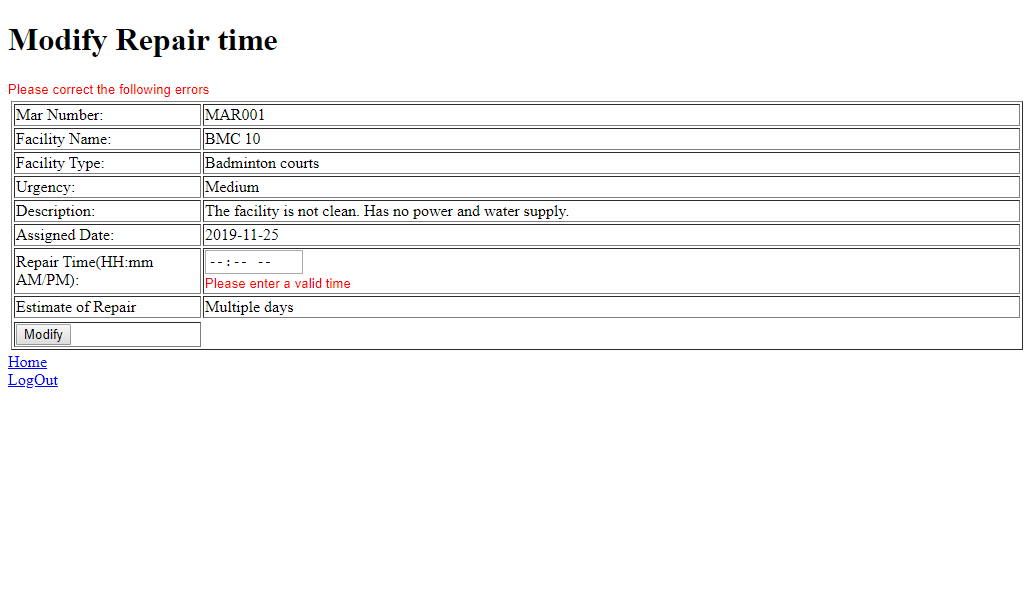 Modify Repair time
Please correct the following errors
Mar Number: MAR001
Facility Name: BMC 10
Facility Type: Badminton courts
Urgency: Medium
Description: The facility is not clean. Has no power and water supply.
Assigned Date: 2019-11-25
Repair Time(HH:mm
AM/PM):
--:-- --
Please enter a valid time
Estimate of Repair Multiple days
Modify
Home
LogOut